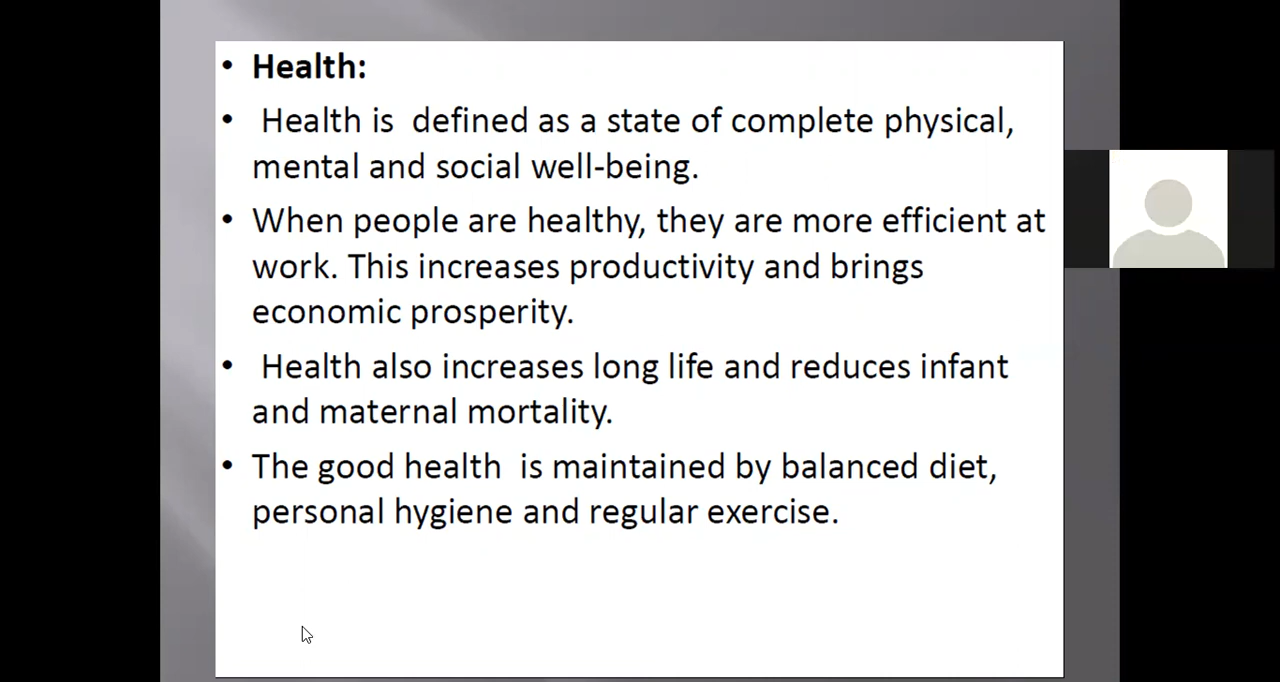 • Health:
• Health is  defined as a state of complete physical,
mental and social well-being.
• When people are healthy, they are more efficient at
work. This increases productivity and brings
economic prosperity.
• Health also increases long life and reduces infant
and maternal mortality.
• The good health  is maintained by balanced diet,
personal hygiene and regular exercise.